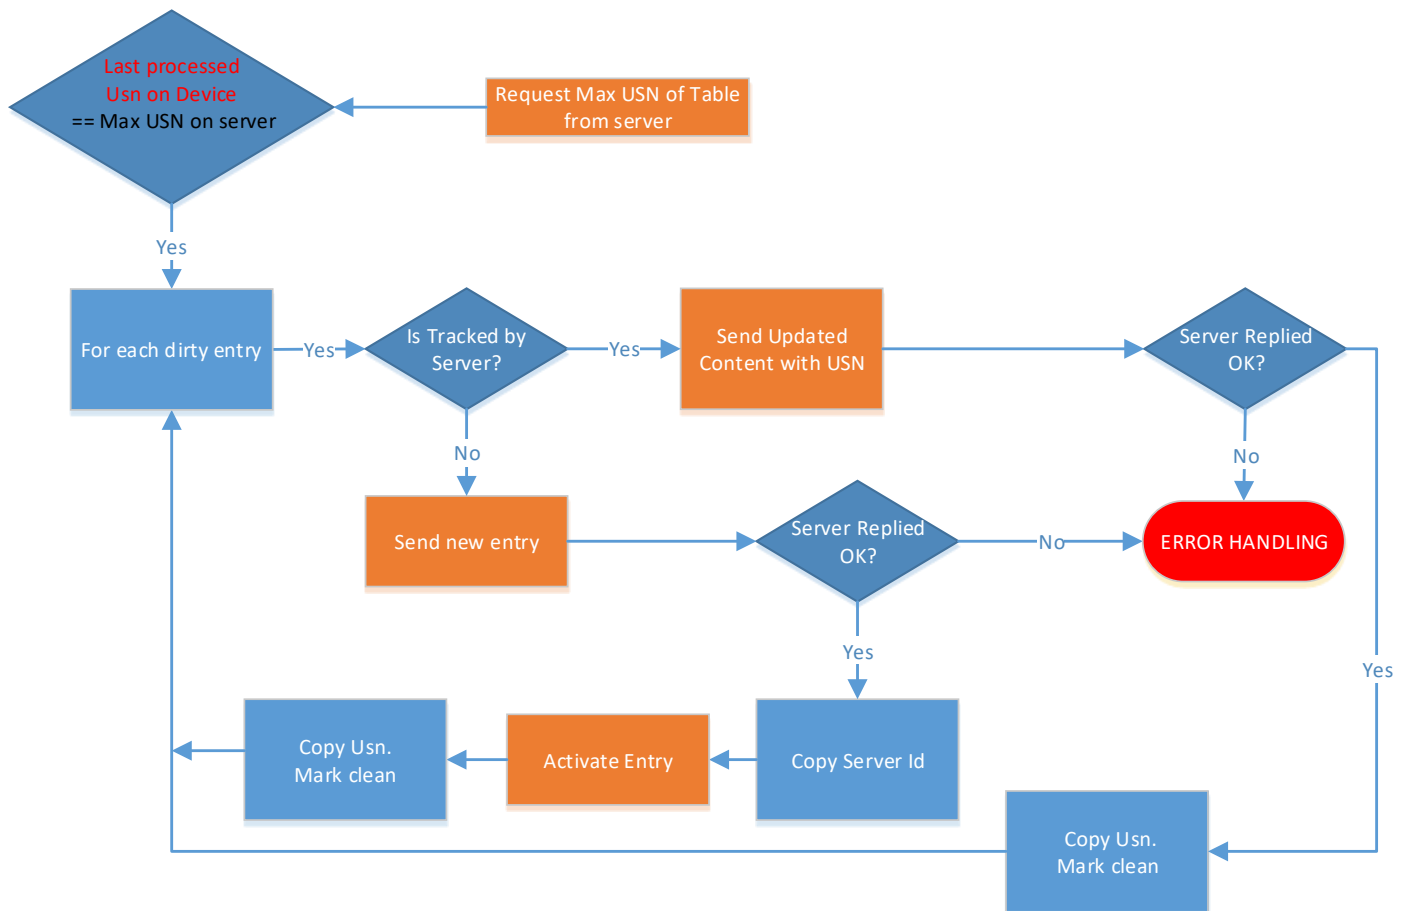 Last processed
Usn on Device
== Max USN on server
Request Max USN of Table
from server
Yes
For each dirty entry
Yes
Is Tracked by
Server?
Yes
Send Updated
Content with USN
Server Replied
OK?
No
No
Send new entry
Server Replied
OK?
No
ERROR HANDLING
Yes
Yes
Copy Usn.
Mark clean
Activate Entry
Copy Server Id
Copy Usn.
Mark clean